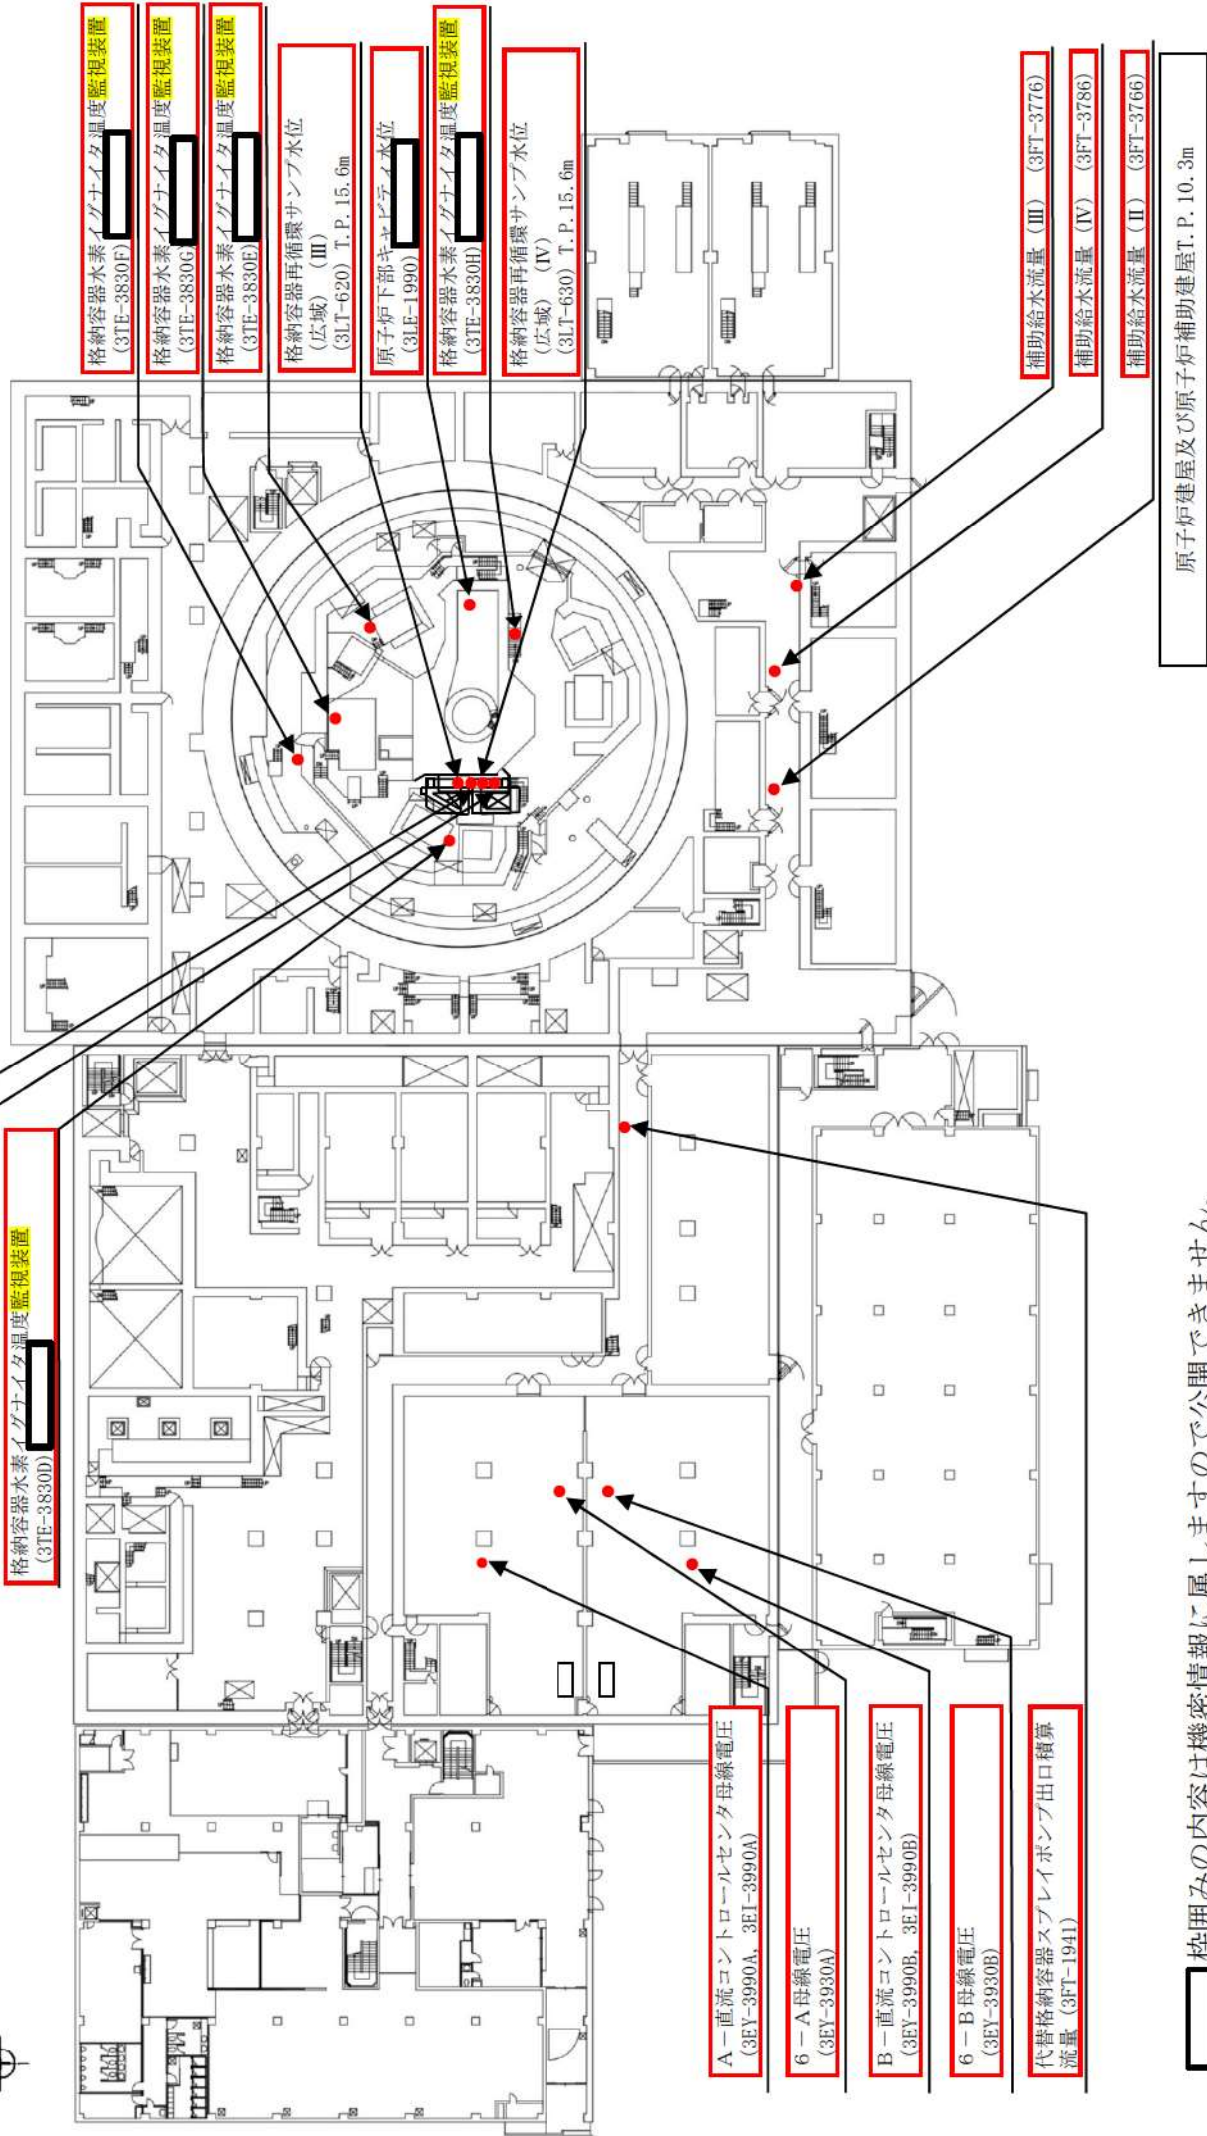 格納容器水素イグナイタ温度監視装置
(3TE-3830D)
格納容器水素イグナイタ温度監視装置
(3TE-3830F)
格納容器水素イグナイタ温度監視装置
(3TE-3830G)
格納容器水素イグナイタ温度監視装置
(3TE-3830E)
格納容器再循環サンプ水位
(広域) (Ⅲ)
(3LT-620) T.P.15.6m
原子炉下部キャビティ水位
(3LE-1990)
格納容器水素イグナイタ温度監視装置
(3TE-3830H)
格納容器再循環サンプ水位
(広域) (Ⅳ)
(3LT-630) T.P.15.6m
補助給水流量 (Ⅲ) (3FT-3776)
補助給水流量 (Ⅳ) (3FT-3786)
補助給水流量 (Ⅱ) (3FT-3766)
原子炉建屋及び原子炉補助建屋T.P.10.3m
A-直流コントロールセンタ母線電圧
(3EY-3990A, 3EI-3990A)
6-A母線電圧
(3EY-3930A)
B-直流コントロールセンタ母線電圧
(3EY-3990B, 3EI-3990B)
6-B母線電圧
(3EY-3930B)
代替格納容器スプレイポンプ出口積算
流量 (3FT-1941)
枠囲みの内容は機密情報に属しますので公開できません。